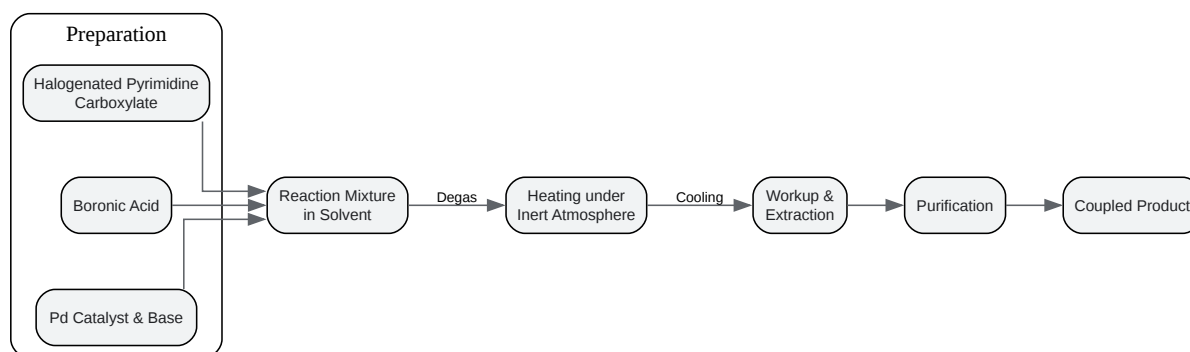 Preparation
Halogenated Pyrimidine
Carboxylate
Boronic Acid
Pd Catalyst & Base
Reaction Mixture
in Solvent
Degas
Heating under
Inert Atmosphere
Cooling
Workup &
Extraction
Purification
Coupled Product